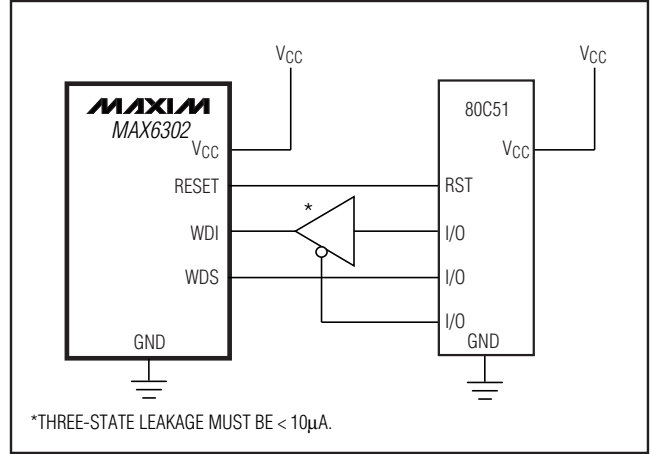 VCC
VCC
MAXIM
MAX6302
VCC
RESET
WDI
WDS
GND
*
80C51
VCC
RST
I/O
I/O
I/O
GND
*THREE-STATE LEAKAGE MUST BE < 10µA.